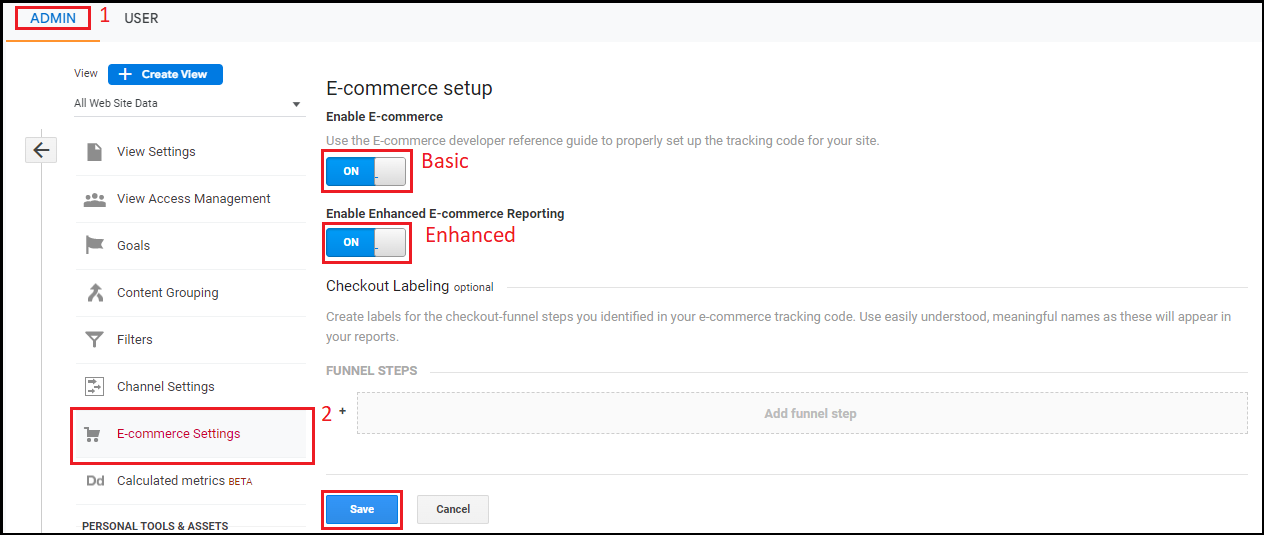 ADMIN 1 USER
View + Create View
All Web Site Data
View Settings
View Access Management
Goals
Content Grouping
Filters
Channel Settings
E-commerce Settings
Dd Calculated metrics BETA
PERSONAL TOOLS & ASSETS
E-commerce setup
Enable E-commerce
Use the E-commerce developer reference guide to properly set up the tracking code for your site.
ON Basic
Enable Enhanced E-commerce Reporting
ON Enhanced
Checkout Labeling optional
Create labels for the checkout-funnel steps you identified in your e-commerce tracking code. Use easily understood, meaningful names as these will appear in
your reports.
FUNNEL STEPS
2 + Add funnel step
Save Cancel